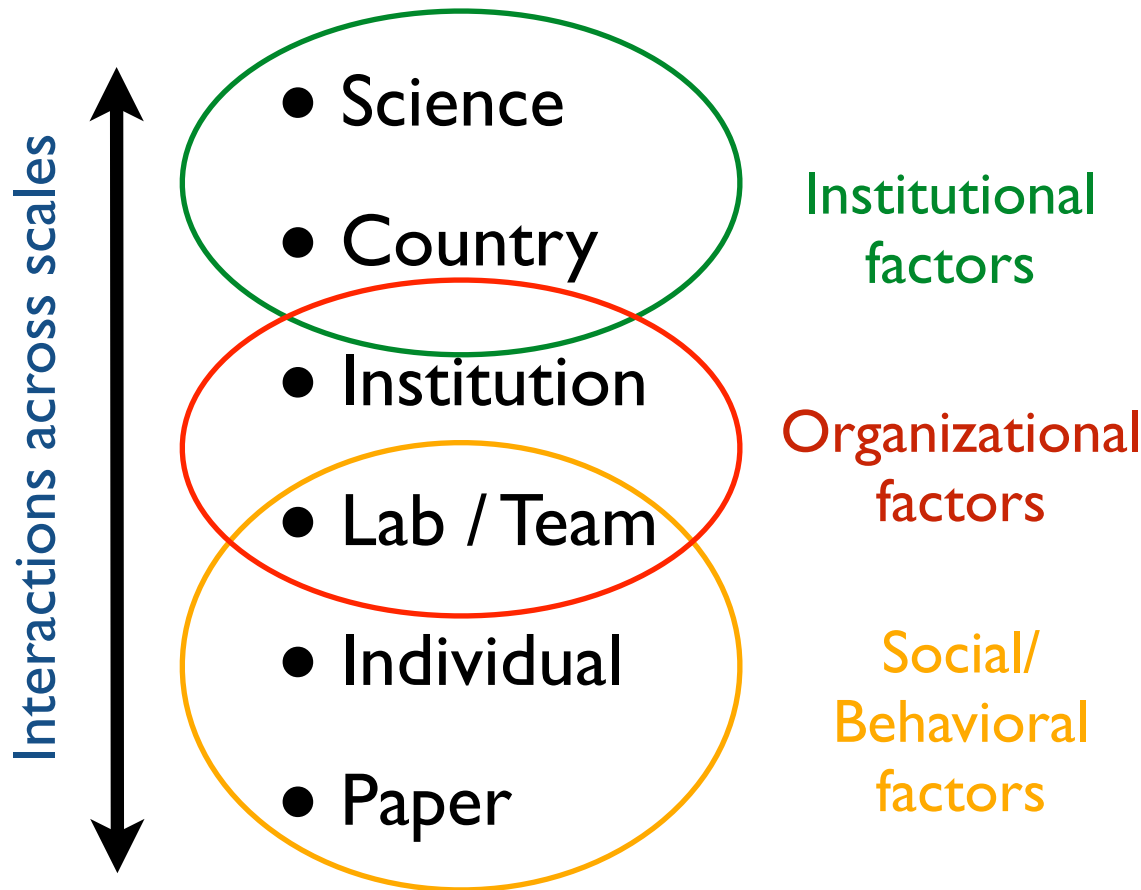 Interactions across scales
• Science
• Country
• Institution
• Lab / Team
• Individual
• Paper
Institutional
factors
Organizational
factors
Social/
Behavioral
factors